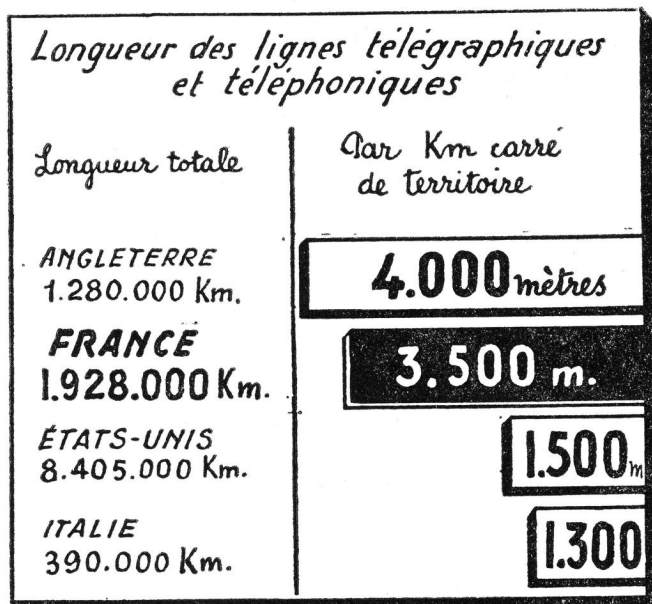 Longueur des lignes télégraphiques
et téléphoniques
Longueur totale
Par Km carré
de territoire
ANGLETERRE
1.280.000 Km.
4.000 mètres
FRANCE
1.928.000 Km.
3.500 m.
ÉTATS-UNIS
8.405.000 Km.
1.500 m
ITALIE
390.000 Km.
1.300